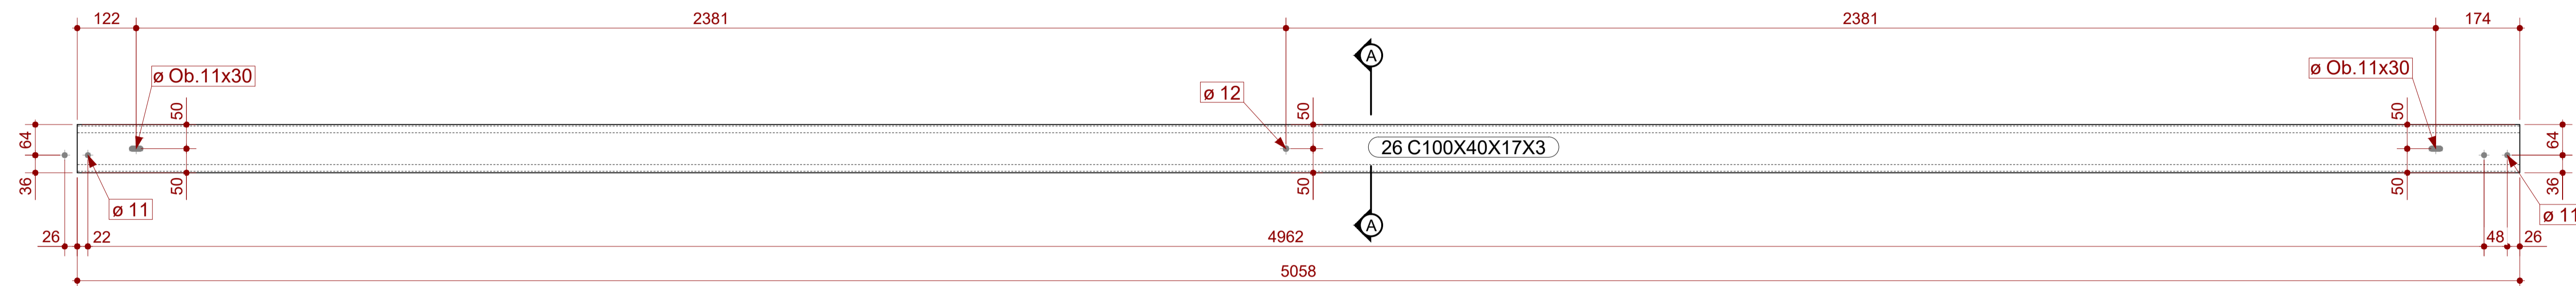 122 2381 2381 174
ø Ob.11x30
ø Ob.11x30
ø 12
A
50 50 50
64 64
26 C100X40X17X3
36 50 50 50 36
ø 11
ø 11
A
26 22 4962 48 26
5058